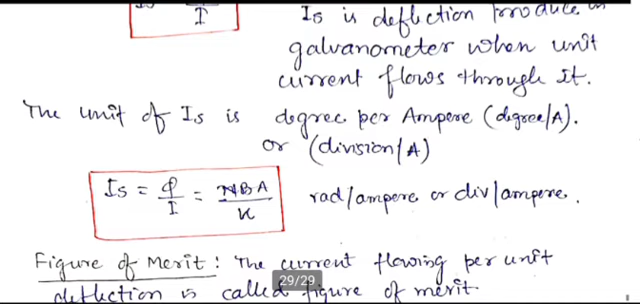 Is = I
Is is deflection produce in
galvanometer when unit
current flows through It.
The unit of Is is degree per Ampere (degree/A).
or (division/A)
Is = φ/I = NBA/K rad/ampere or div/ampere.
Figure of Merit: The current flowing per unit
29/29
deflection is called figure of merit.